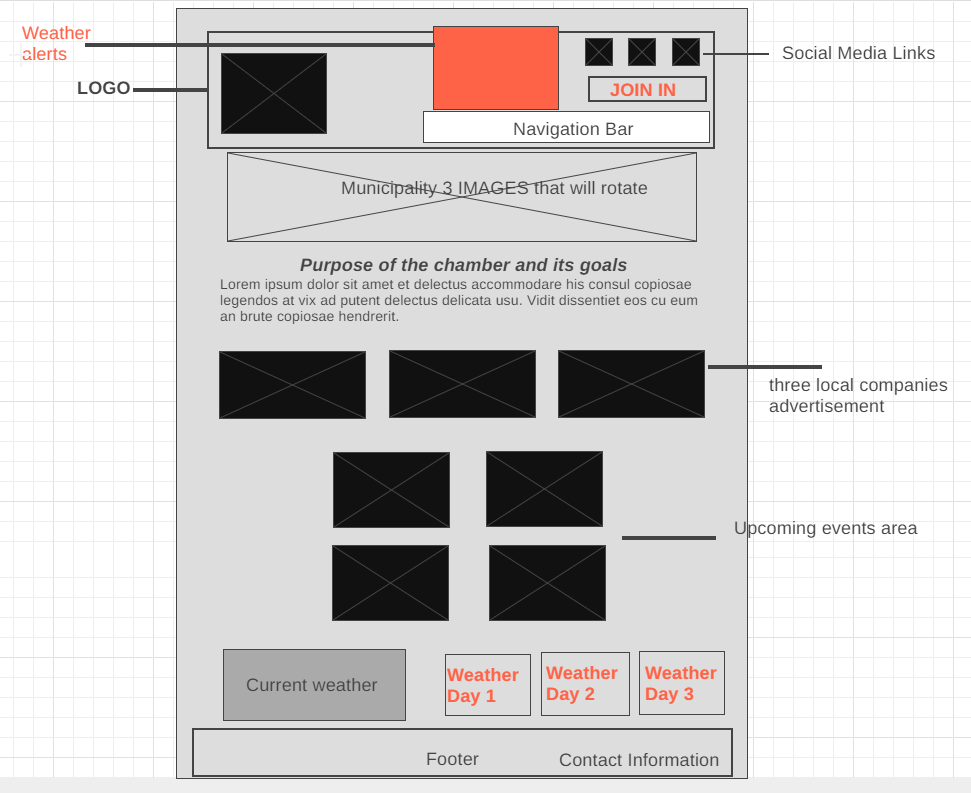 Weather
alerts
Social Media Links
LOGO
JOIN IN
Navigation Bar
Municipality 3 IMAGES that will rotate
Purpose of the chamber and its goals
Lorem ipsum dolor sit amet et delectus accommodare his consul copiosae
legendos at vix ad putent delectus delicata usu. Vidit dissentiet eos cu eum
an brute copiosae hendrerit.
three local companies
advertisement
Upcoming events area
Current weather
Weather
Day 1
Weather
Day 2
Weather
Day 3
Footer
Contact Information